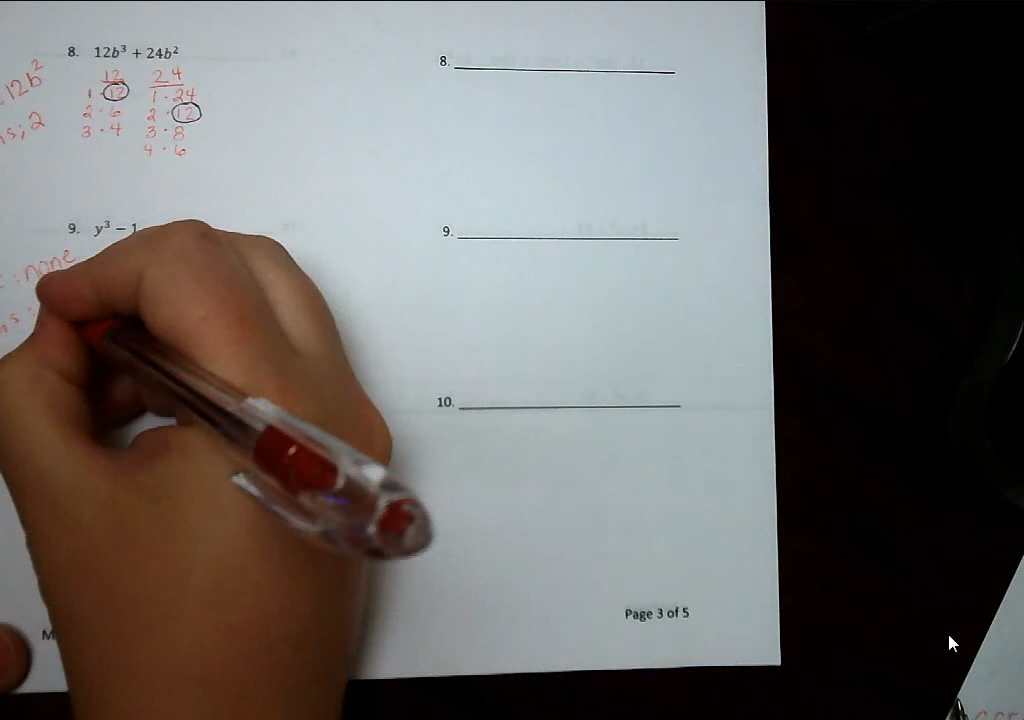 8. 12b³ + 24b²
8.
12b²
12 24
1 · 12 1 · 24
; 2
2 · 6 2 · 12
3 · 4 3 · 8
4 · 6
9. y³ − 1
9.
: none
10.
Page 3 of 5